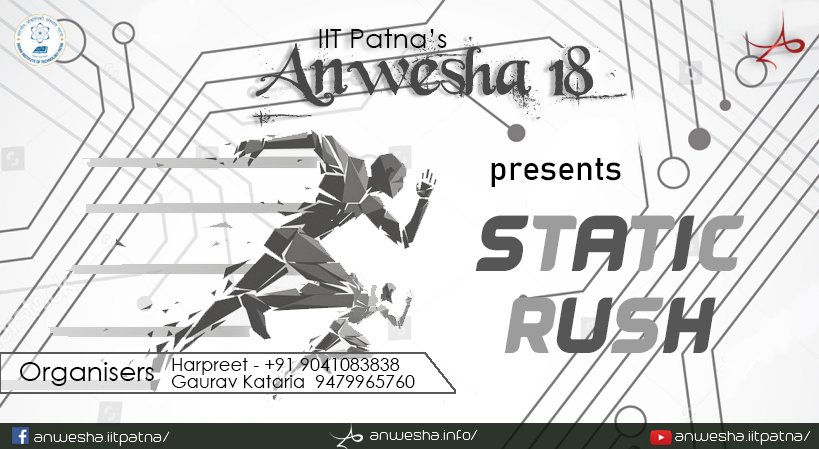 IIT Patna's
Anwesha 18
presents
STATIC
RUSH
Organisers
Harpreet - +91 9041083838
Gaurav Kataria 9479965760
anwesha.iitpatna/
anwesha.info/
anwesha.iitpatna/